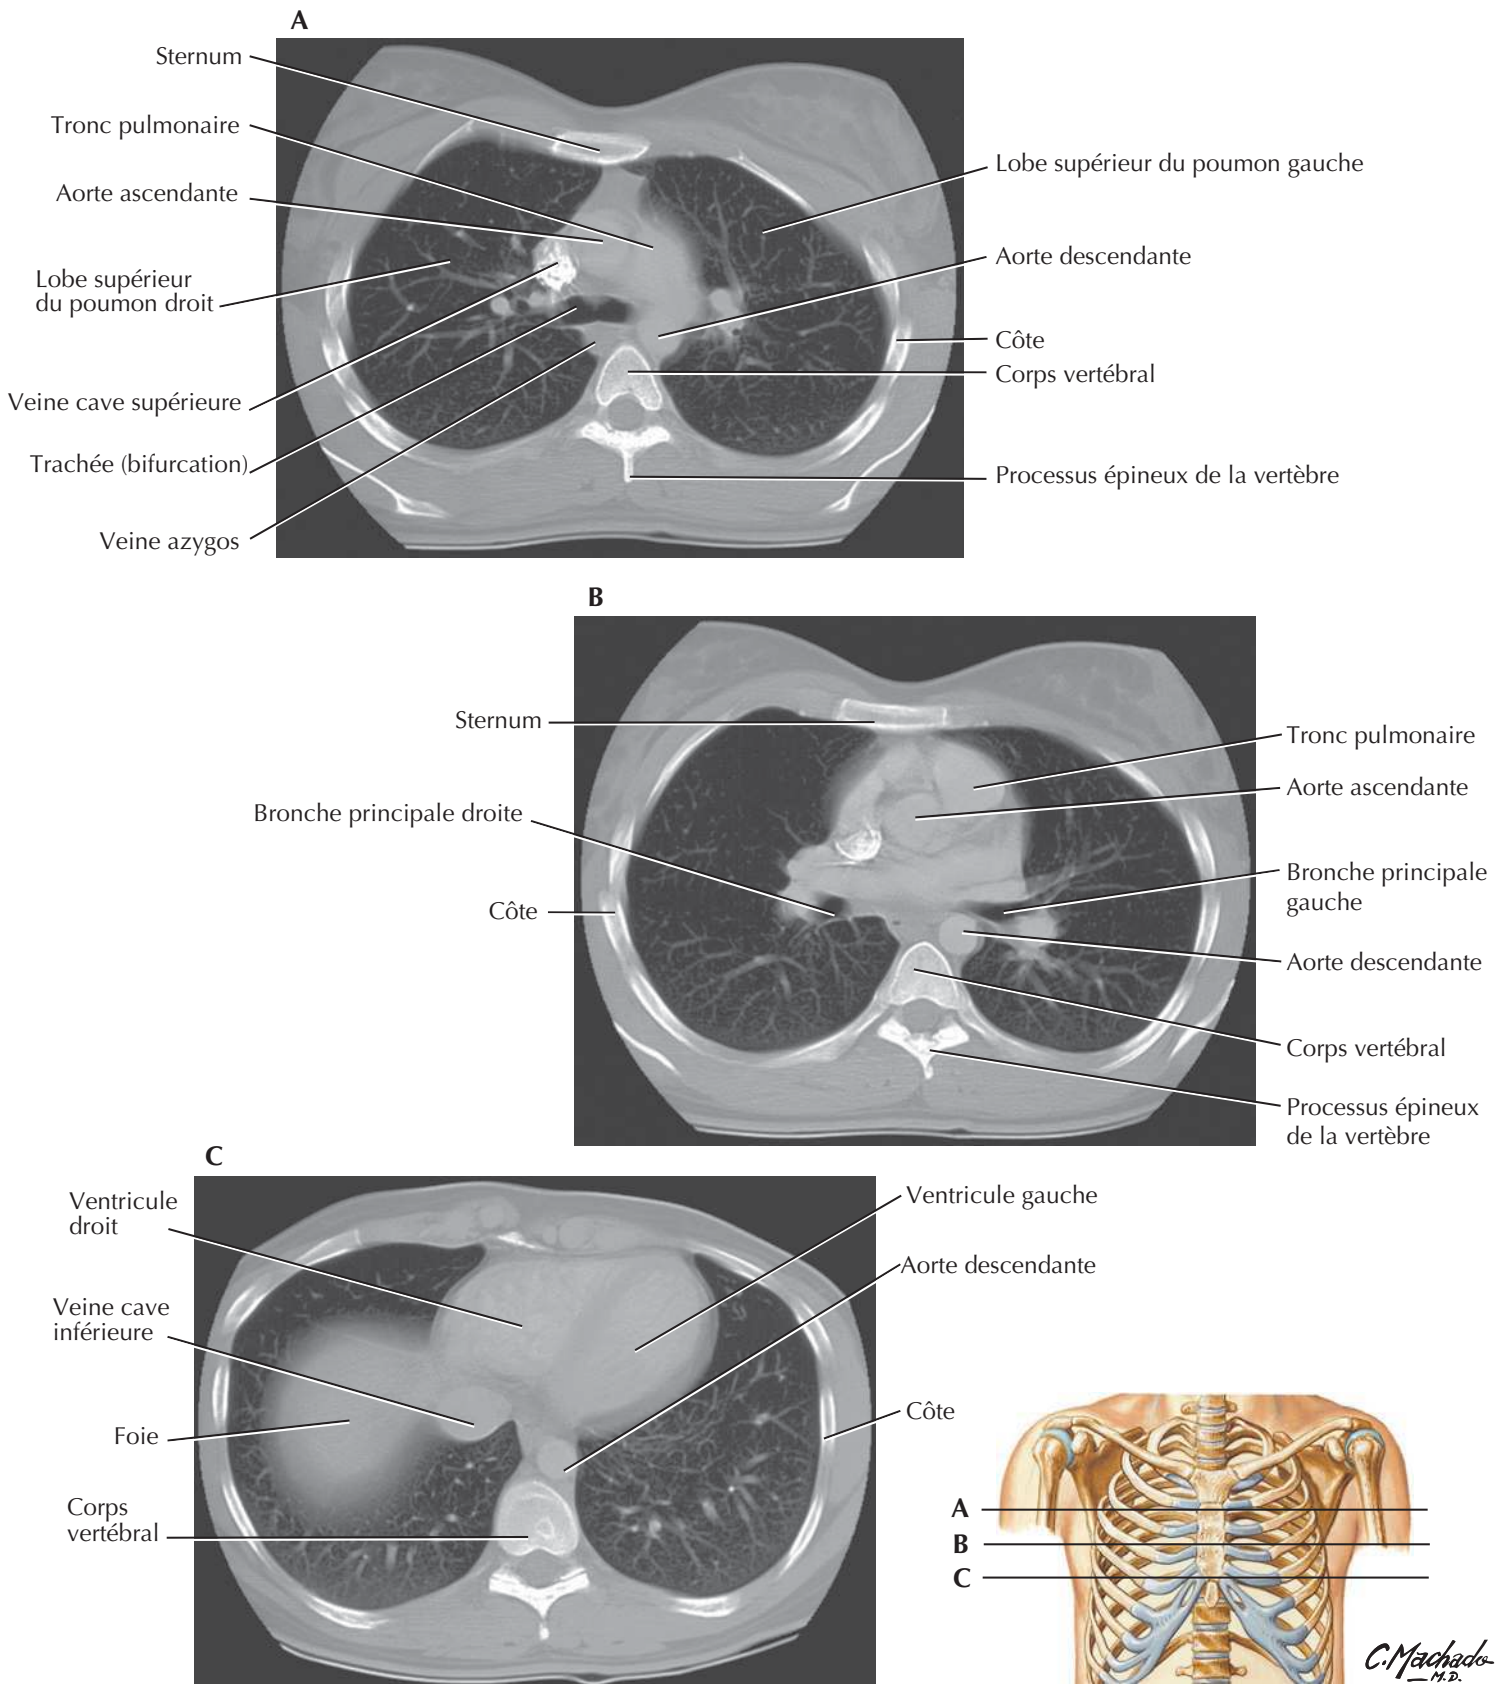 A
Sternum
Tronc pulmonaire
Aorte ascendante
Lobe supérieur
du poumon droit
Veine cave supérieure
Trachée (bifurcation)
Veine azygos
Lobe supérieur du poumon gauche
Aorte descendante
Côte
Corps vertébral
Processus épineux de la vertèbre
B
Sternum
Bronche principale droite
Côte
Tronc pulmonaire
Aorte ascendante
Bronche principale
gauche
Aorte descendante
Corps vertébral
Processus épineux
de la vertèbre
C
Ventricule
droit
Veine cave
inférieure
Foie
Corps
vertébral
Ventricule gauche
Aorte descendante
Côte
A
B
C
C. Machado
M.D.